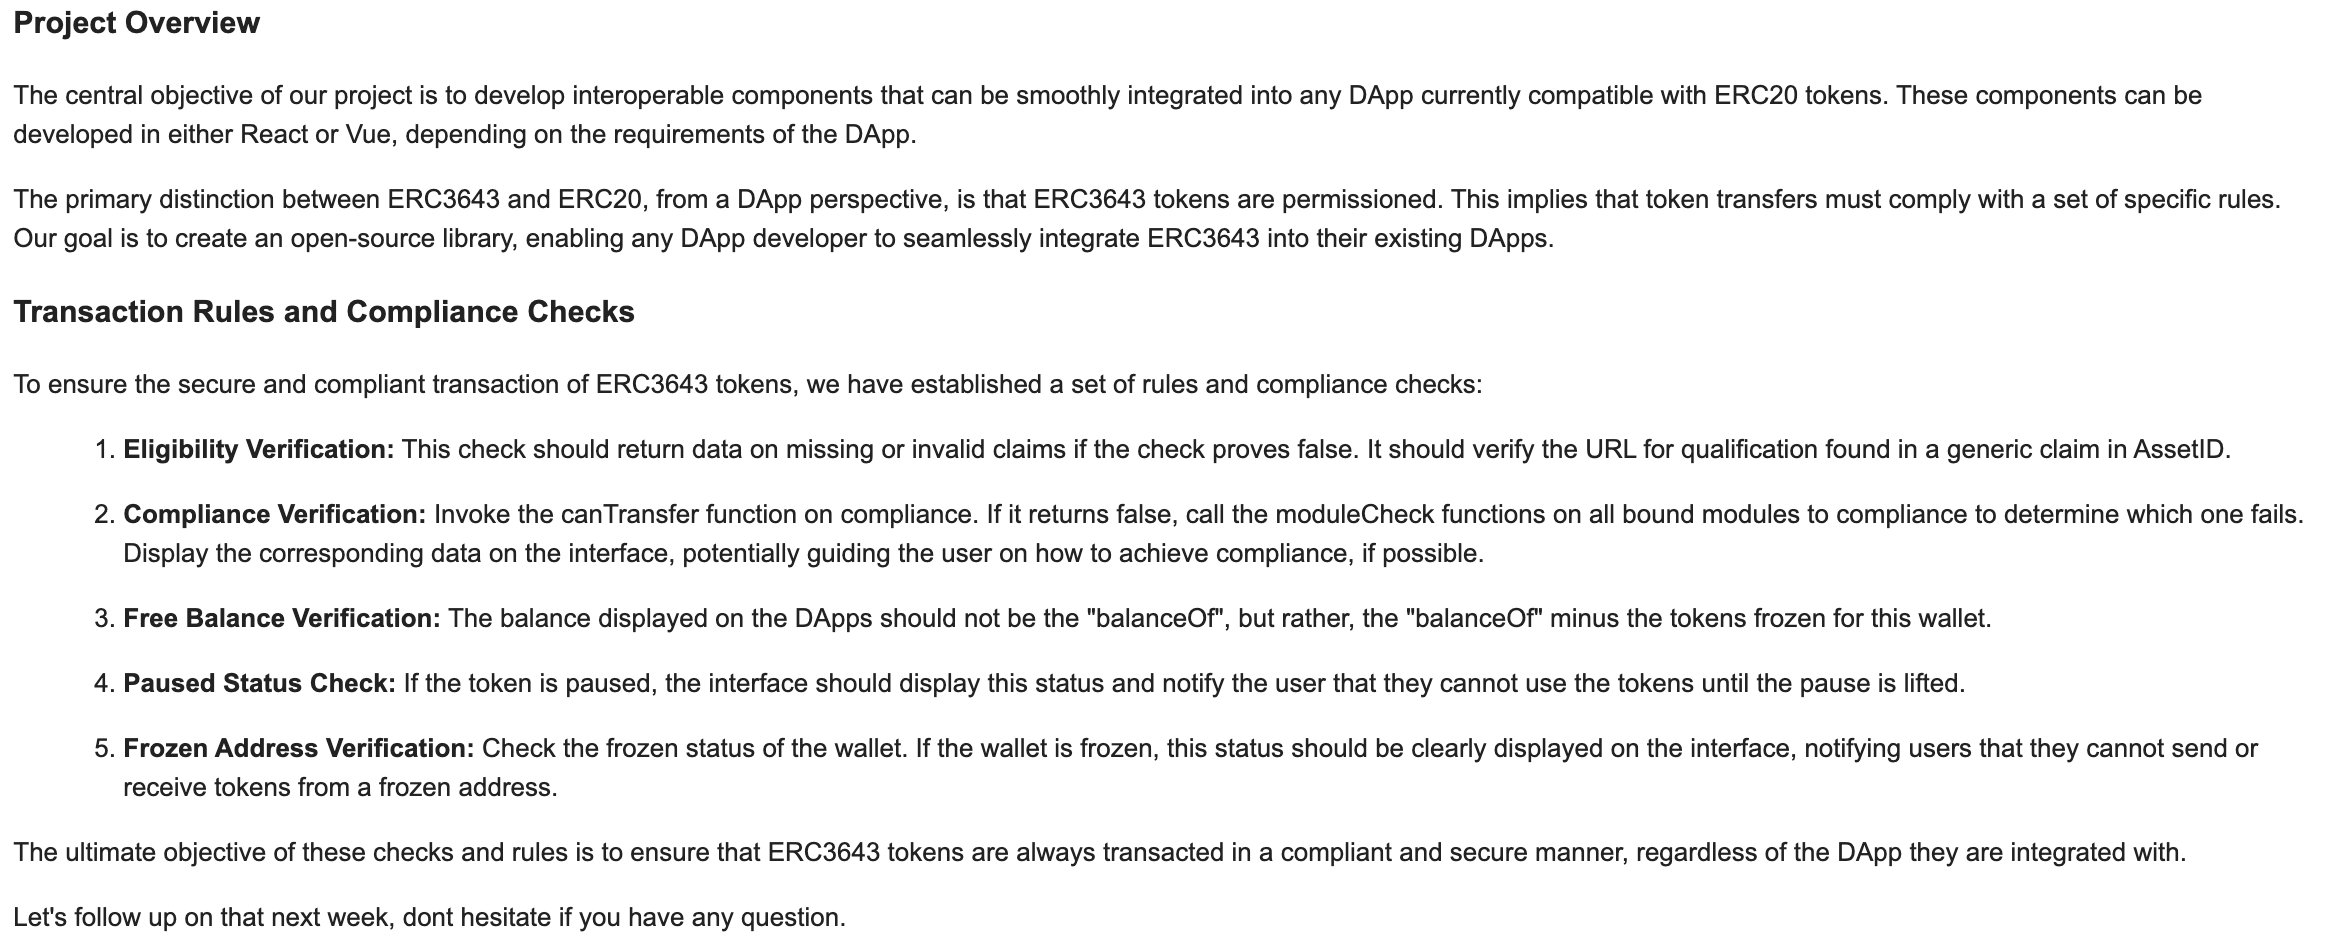 Project Overview
The central objective of our project is to develop interoperable components that can be smoothly integrated into any DApp currently compatible with ERC20 tokens. These components can be
developed in either React or Vue, depending on the requirements of the DApp.
The primary distinction between ERC3643 and ERC20, from a DApp perspective, is that ERC3643 tokens are permissioned. This implies that token transfers must comply with a set of specific rules.
Our goal is to create an open-source library, enabling any DApp developer to seamlessly integrate ERC3643 into their existing DApps.
Transaction Rules and Compliance Checks
To ensure the secure and compliant transaction of ERC3643 tokens, we have established a set of rules and compliance checks:
1. Eligibility Verification: This check should return data on missing or invalid claims if the check proves false. It should verify the URL for qualification found in a generic claim in AssetID.
2. Compliance Verification: Invoke the canTransfer function on compliance. If it returns false, call the moduleCheck functions on all bound modules to compliance to determine which one fails.
Display the corresponding data on the interface, potentially guiding the user on how to achieve compliance, if possible.
3. Free Balance Verification: The balance displayed on the DApps should not be the "balanceOf", but rather, the "balanceOf" minus the tokens frozen for this wallet.
4. Paused Status Check: If the token is paused, the interface should display this status and notify the user that they cannot use the tokens until the pause is lifted.
5. Frozen Address Verification: Check the frozen status of the wallet. If the wallet is frozen, this status should be clearly displayed on the interface, notifying users that they cannot send or
receive tokens from a frozen address.
The ultimate objective of these checks and rules is to ensure that ERC3643 tokens are always transacted in a compliant and secure manner, regardless of the DApp they are integrated with.
Let's follow up on that next week, dont hesitate if you have any question.